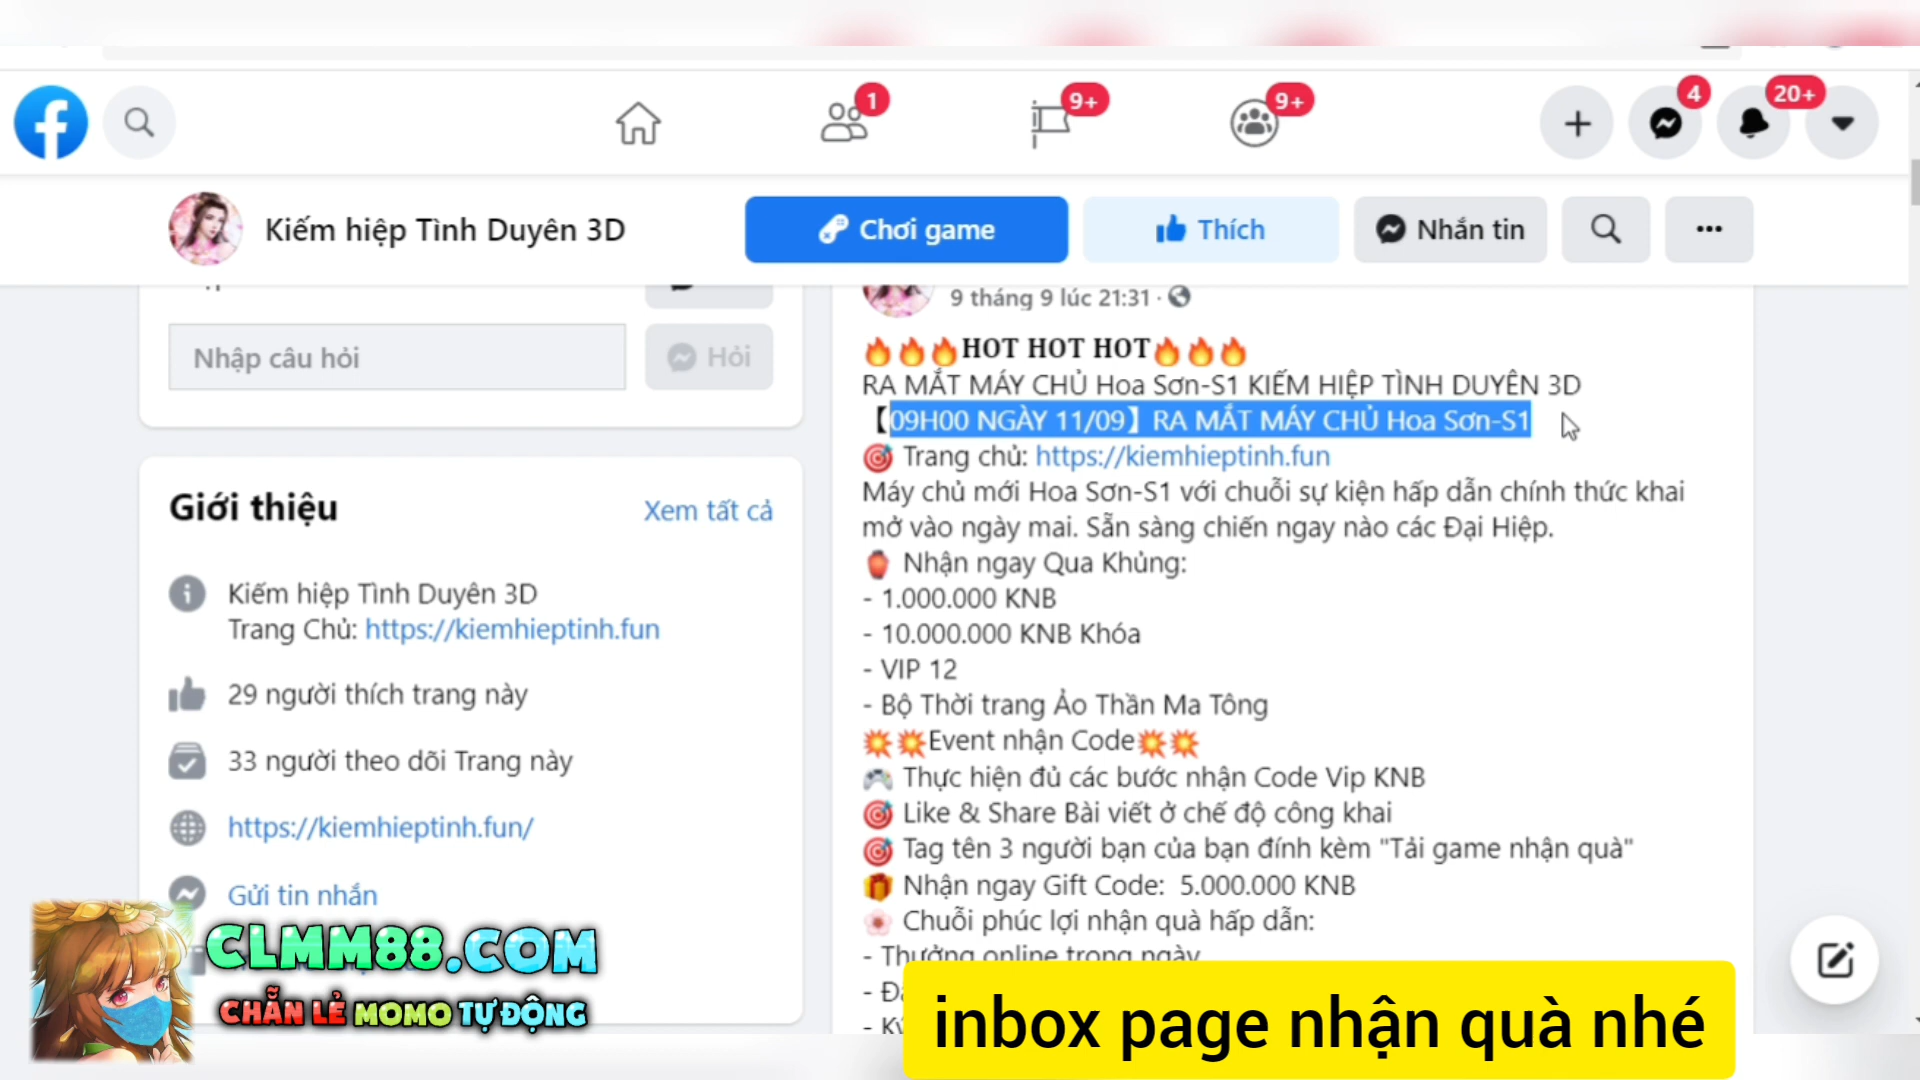 1
9+
9+
4
20+
Kiếm hiệp Tình Duyên 3D
Chơi game
Thích
Nhắn tin
Nhập câu hỏi
Hỏi
Giới thiệu
Xem tất cả
Kiếm hiệp Tình Duyên 3D
Trang Chủ: https://kiemhieptinh.fun
29 người thích trang này
33 người theo dõi Trang này
https://kiemhieptinh.fun/
Gửi tin nhắn
9 tháng 9 lúc 21:31 ·
🔥🔥🔥HOT HOT HOT🔥🔥🔥
RA MẮT MÁY CHỦ Hoa Sơn-S1 KIẾM HIỆP TÌNH DUYÊN 3D
【09H00 NGÀY 11/09】RA MẮT MÁY CHỦ Hoa Sơn-S1
🎯 Trang chủ: https://kiemhieptinh.fun
Máy chủ mới Hoa Sơn-S1 với chuỗi sự kiện hấp dẫn chính thức khai
mở vào ngày mai. Sẵn sàng chiến ngay nào các Đại Hiệp.
🏮 Nhận ngay Qua Khủng:
- 1.000.000 KNB
- 10.000.000 KNB Khóa
- VIP 12
- Bộ Thời trang Ảo Thần Ma Tông
💥💥Event nhận Code💥💥
🎮 Thực hiện đủ các bước nhận Code Vip KNB
🎯 Like & Share Bài viết ở chế độ công khai
🎯 Tag tên 3 người bạn của bạn đính kèm "Tải game nhận quà"
🎁 Nhận ngay Gift Code: 5.000.000 KNB
🌸 Chuỗi phúc lợi nhận quà hấp dẫn:
- Thưởng online trong ngày
CLMM88.COM
CHẴN LẺ MOMO TỰ ĐỘNG
inbox page nhận quà nhé